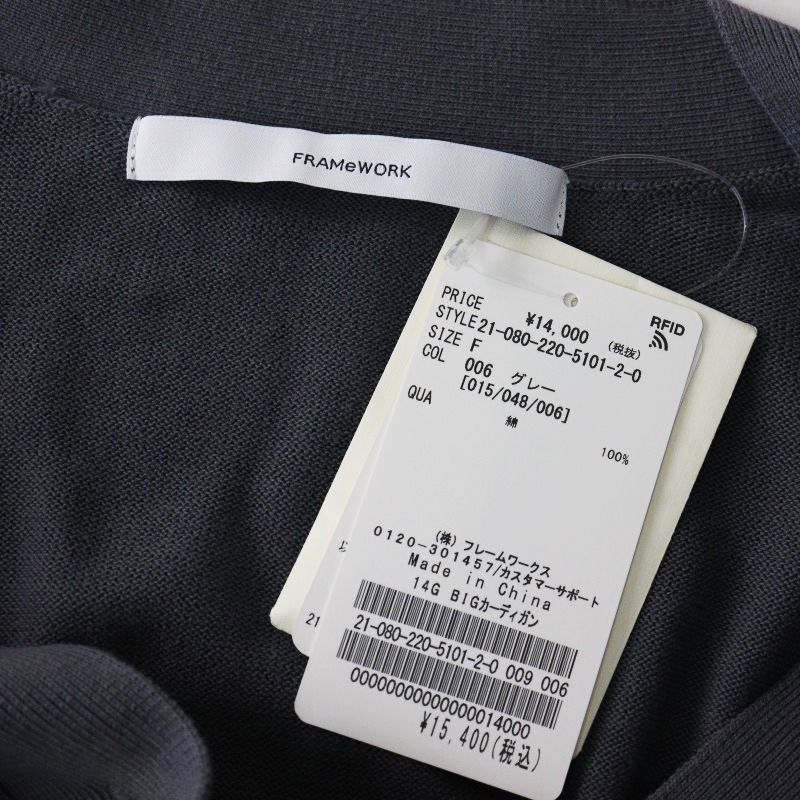 FRAMeWORK
PRICE ¥14,000 (税抜)
RFID
STYLE 21-080-220-5101-2-0
SIZE F
COL 006 グレー
[015/048/006]
QUA 綿
100%
(株)フレームワークス
0120-301457/カスタマーサポート
Made in China
14G BIGカーディガン
21-080-220-5101-2-0 009 006
00000000000000014000
¥15,400(税込)
21